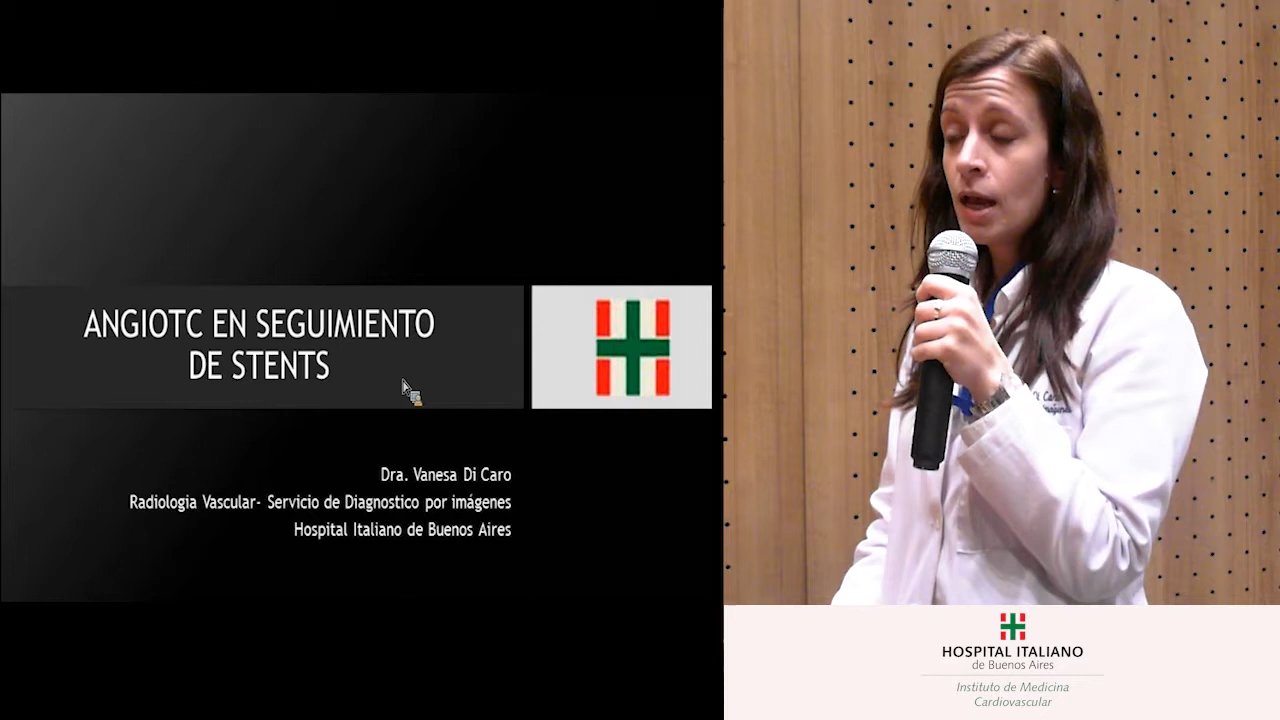 ANGIOTC EN SEGUIMIENTO
DE STENTS
Dra. Vanesa Di Caro
Radiologia Vascular- Servicio de Diagnostico por imágenes
Hospital Italiano de Buenos Aires
HOSPITAL ITALIANO
de Buenos Aires
Instituto de Medicina
Cardiovascular